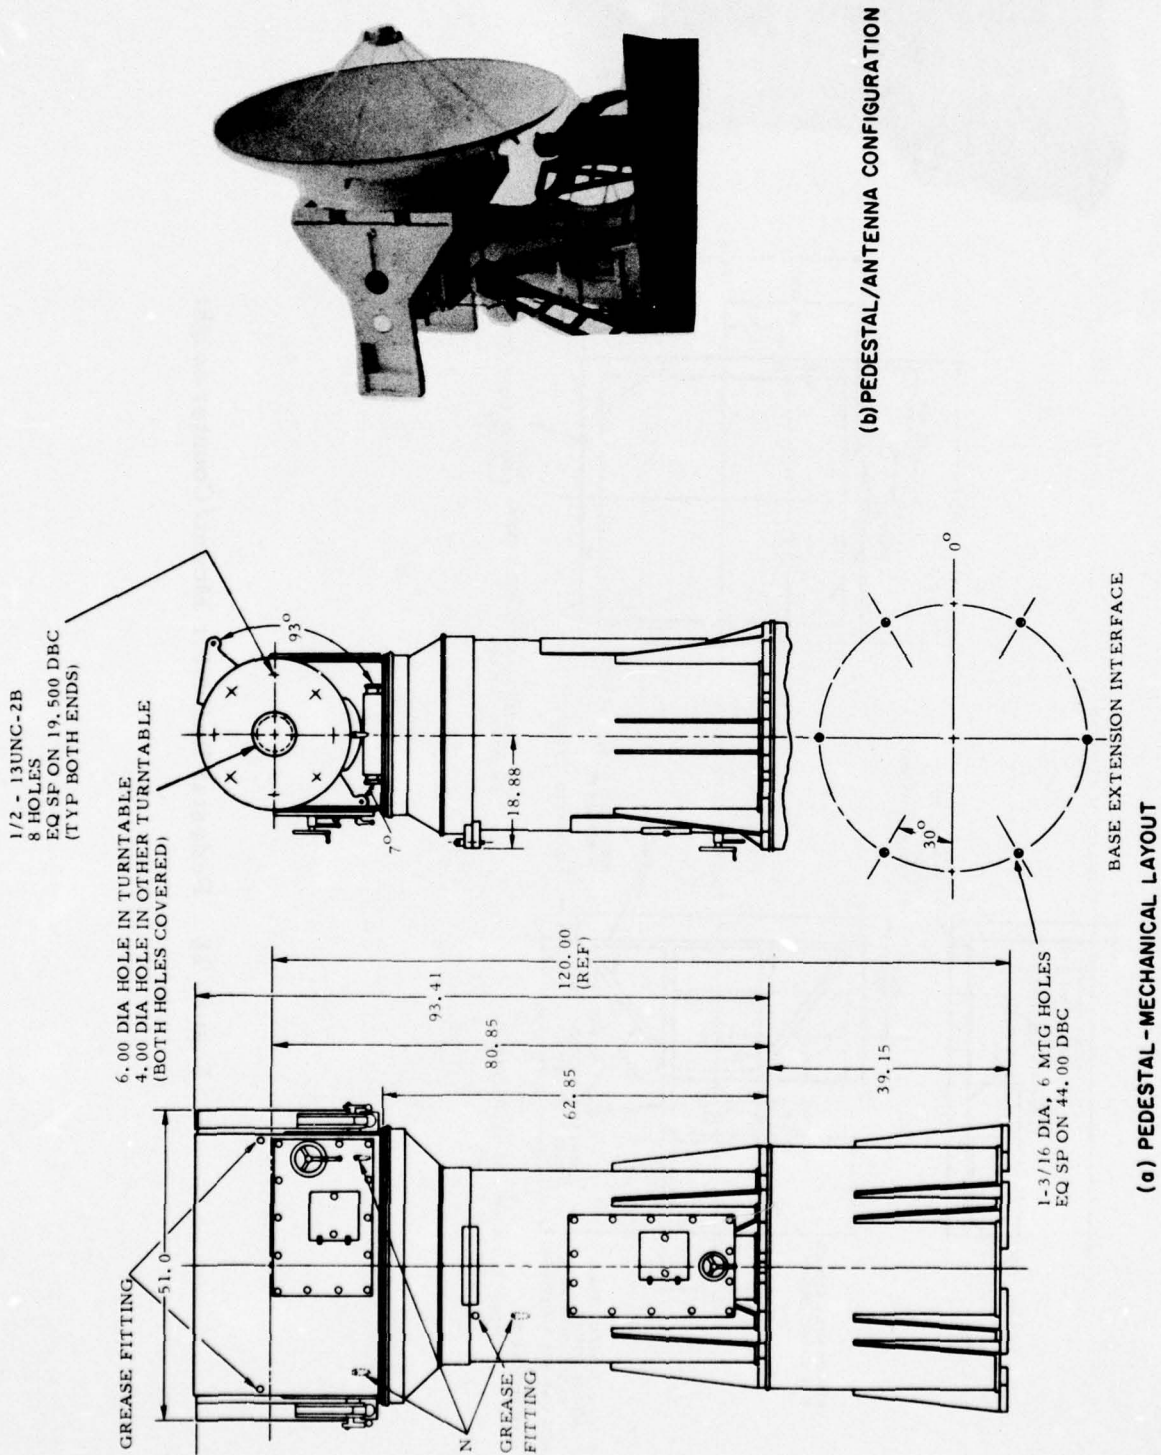 GREASE FITTING
51.0
6.00 DIA HOLE IN TURNTABLE
4.00 DIA HOLE IN OTHER TURNTABLE
(BOTH HOLES COVERED)
1/2 - 13UNC-2B
8 HOLES
EQ SP ON 19.500 DBC
(TYP BOTH ENDS)
93°
7°
18.88
N
GREASE
FITTING
62.85
80.85
93.41
120.00
(REF)
39.15
1-3/16 DIA, 6 MTG HOLES
EQ SP ON 44.00 DBC
30°
0°
BASE EXTENSION INTERFACE
(a) PEDESTAL-MECHANICAL LAYOUT
(b) PEDESTAL/ANTENNA CONFIGURATION